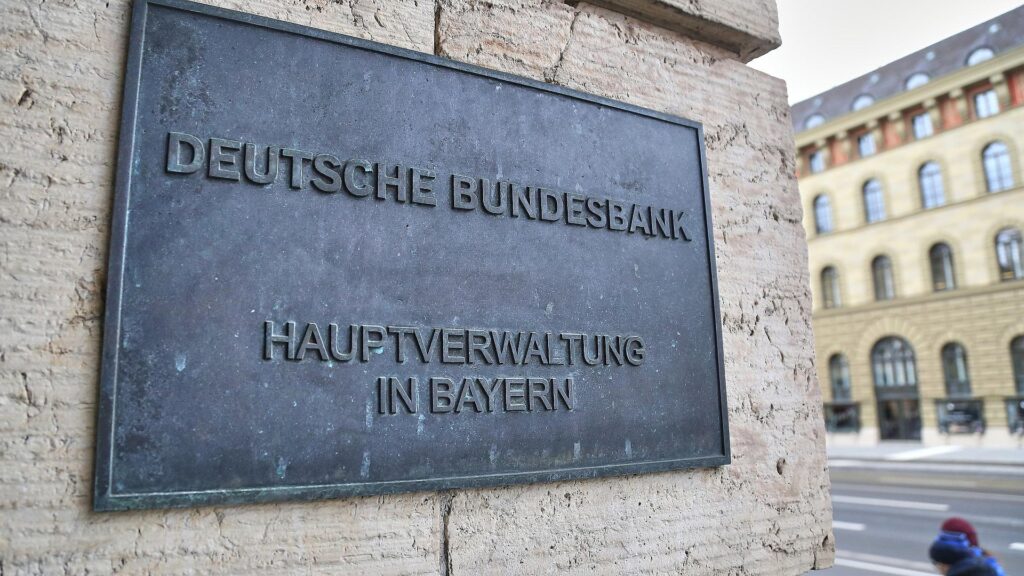 DEUTSCHE BUNDESBANK
HAUPTVERWALTUNG
IN BAYERN